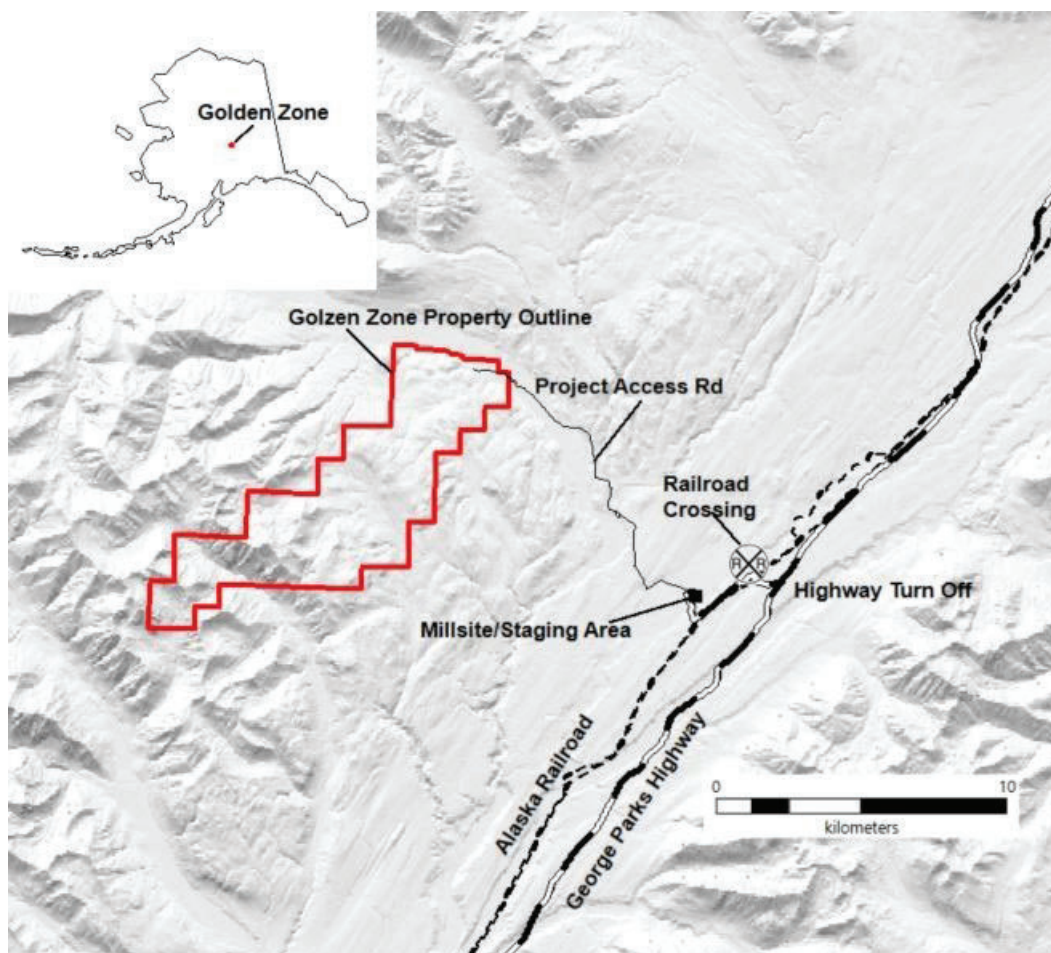 Golden Zone
Golzen Zone Property Outline
Project Access Rd
Railroad
Crossing
R R
Highway Turn Off
Millsite/Staging Area
Alaska Railroad
George Parks Highway
0 10
kilometers